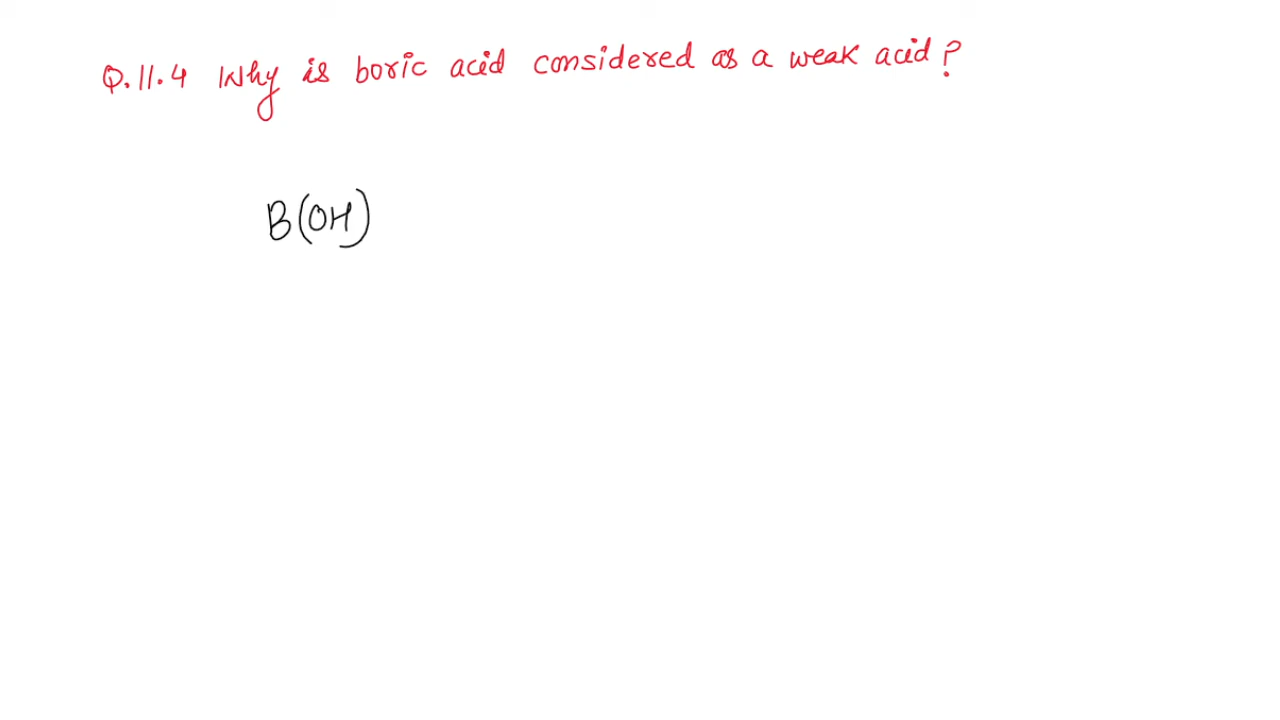 Q.11.4 Why is boric acid considered as a weak acid?
B(OH)